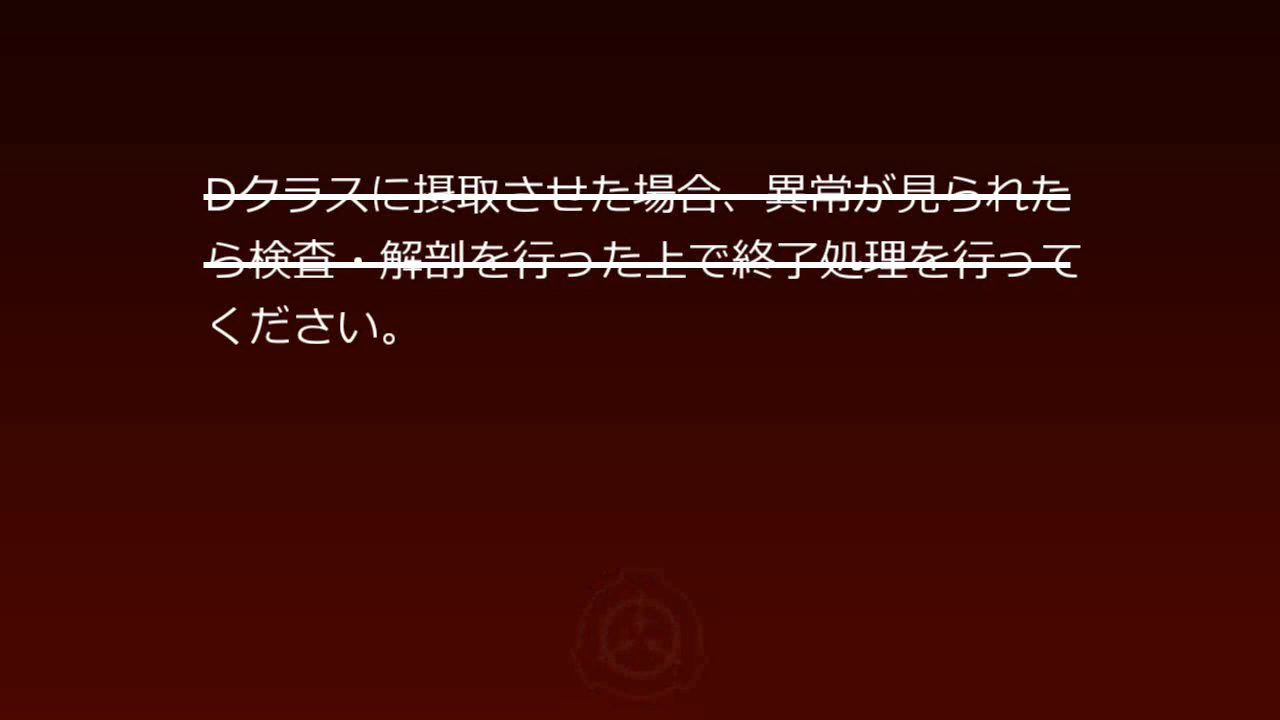 Dクラスに摂取させた場合、異常が見られた
ら検査・解剖を行った上で終了処理を行って
ください。